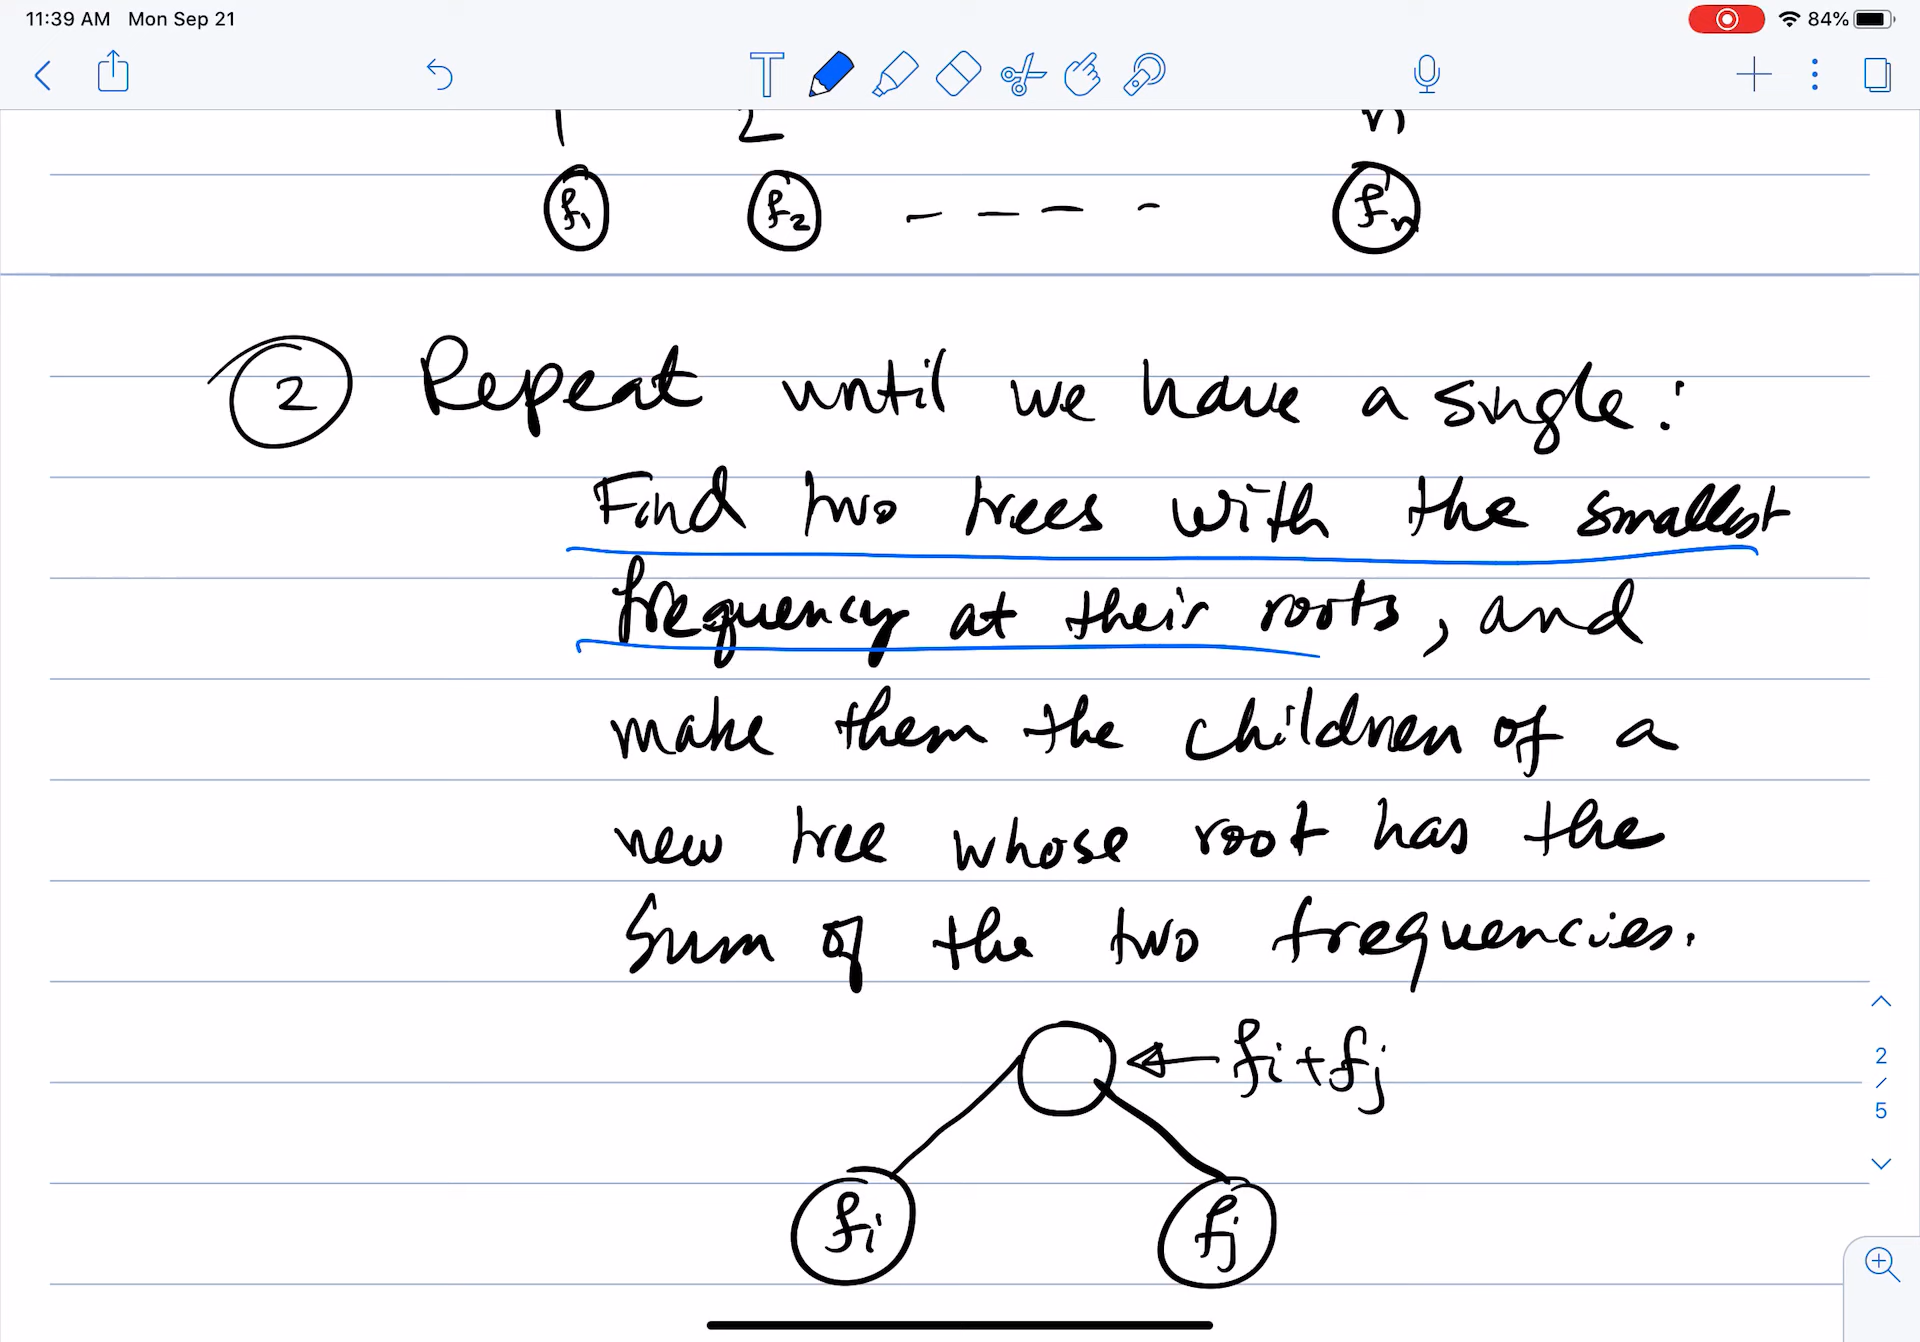 11:39 AM Mon Sep 21
84%
T
1 2 n
f1 f2 - - - - fn
2 Repeat until we have a single:
Find two trees with the smallest
frequency at their roots, and
make them the children of a
new tree whose root has the
sum of the two frequencies.
fi+fj
fi fj
2
/
5